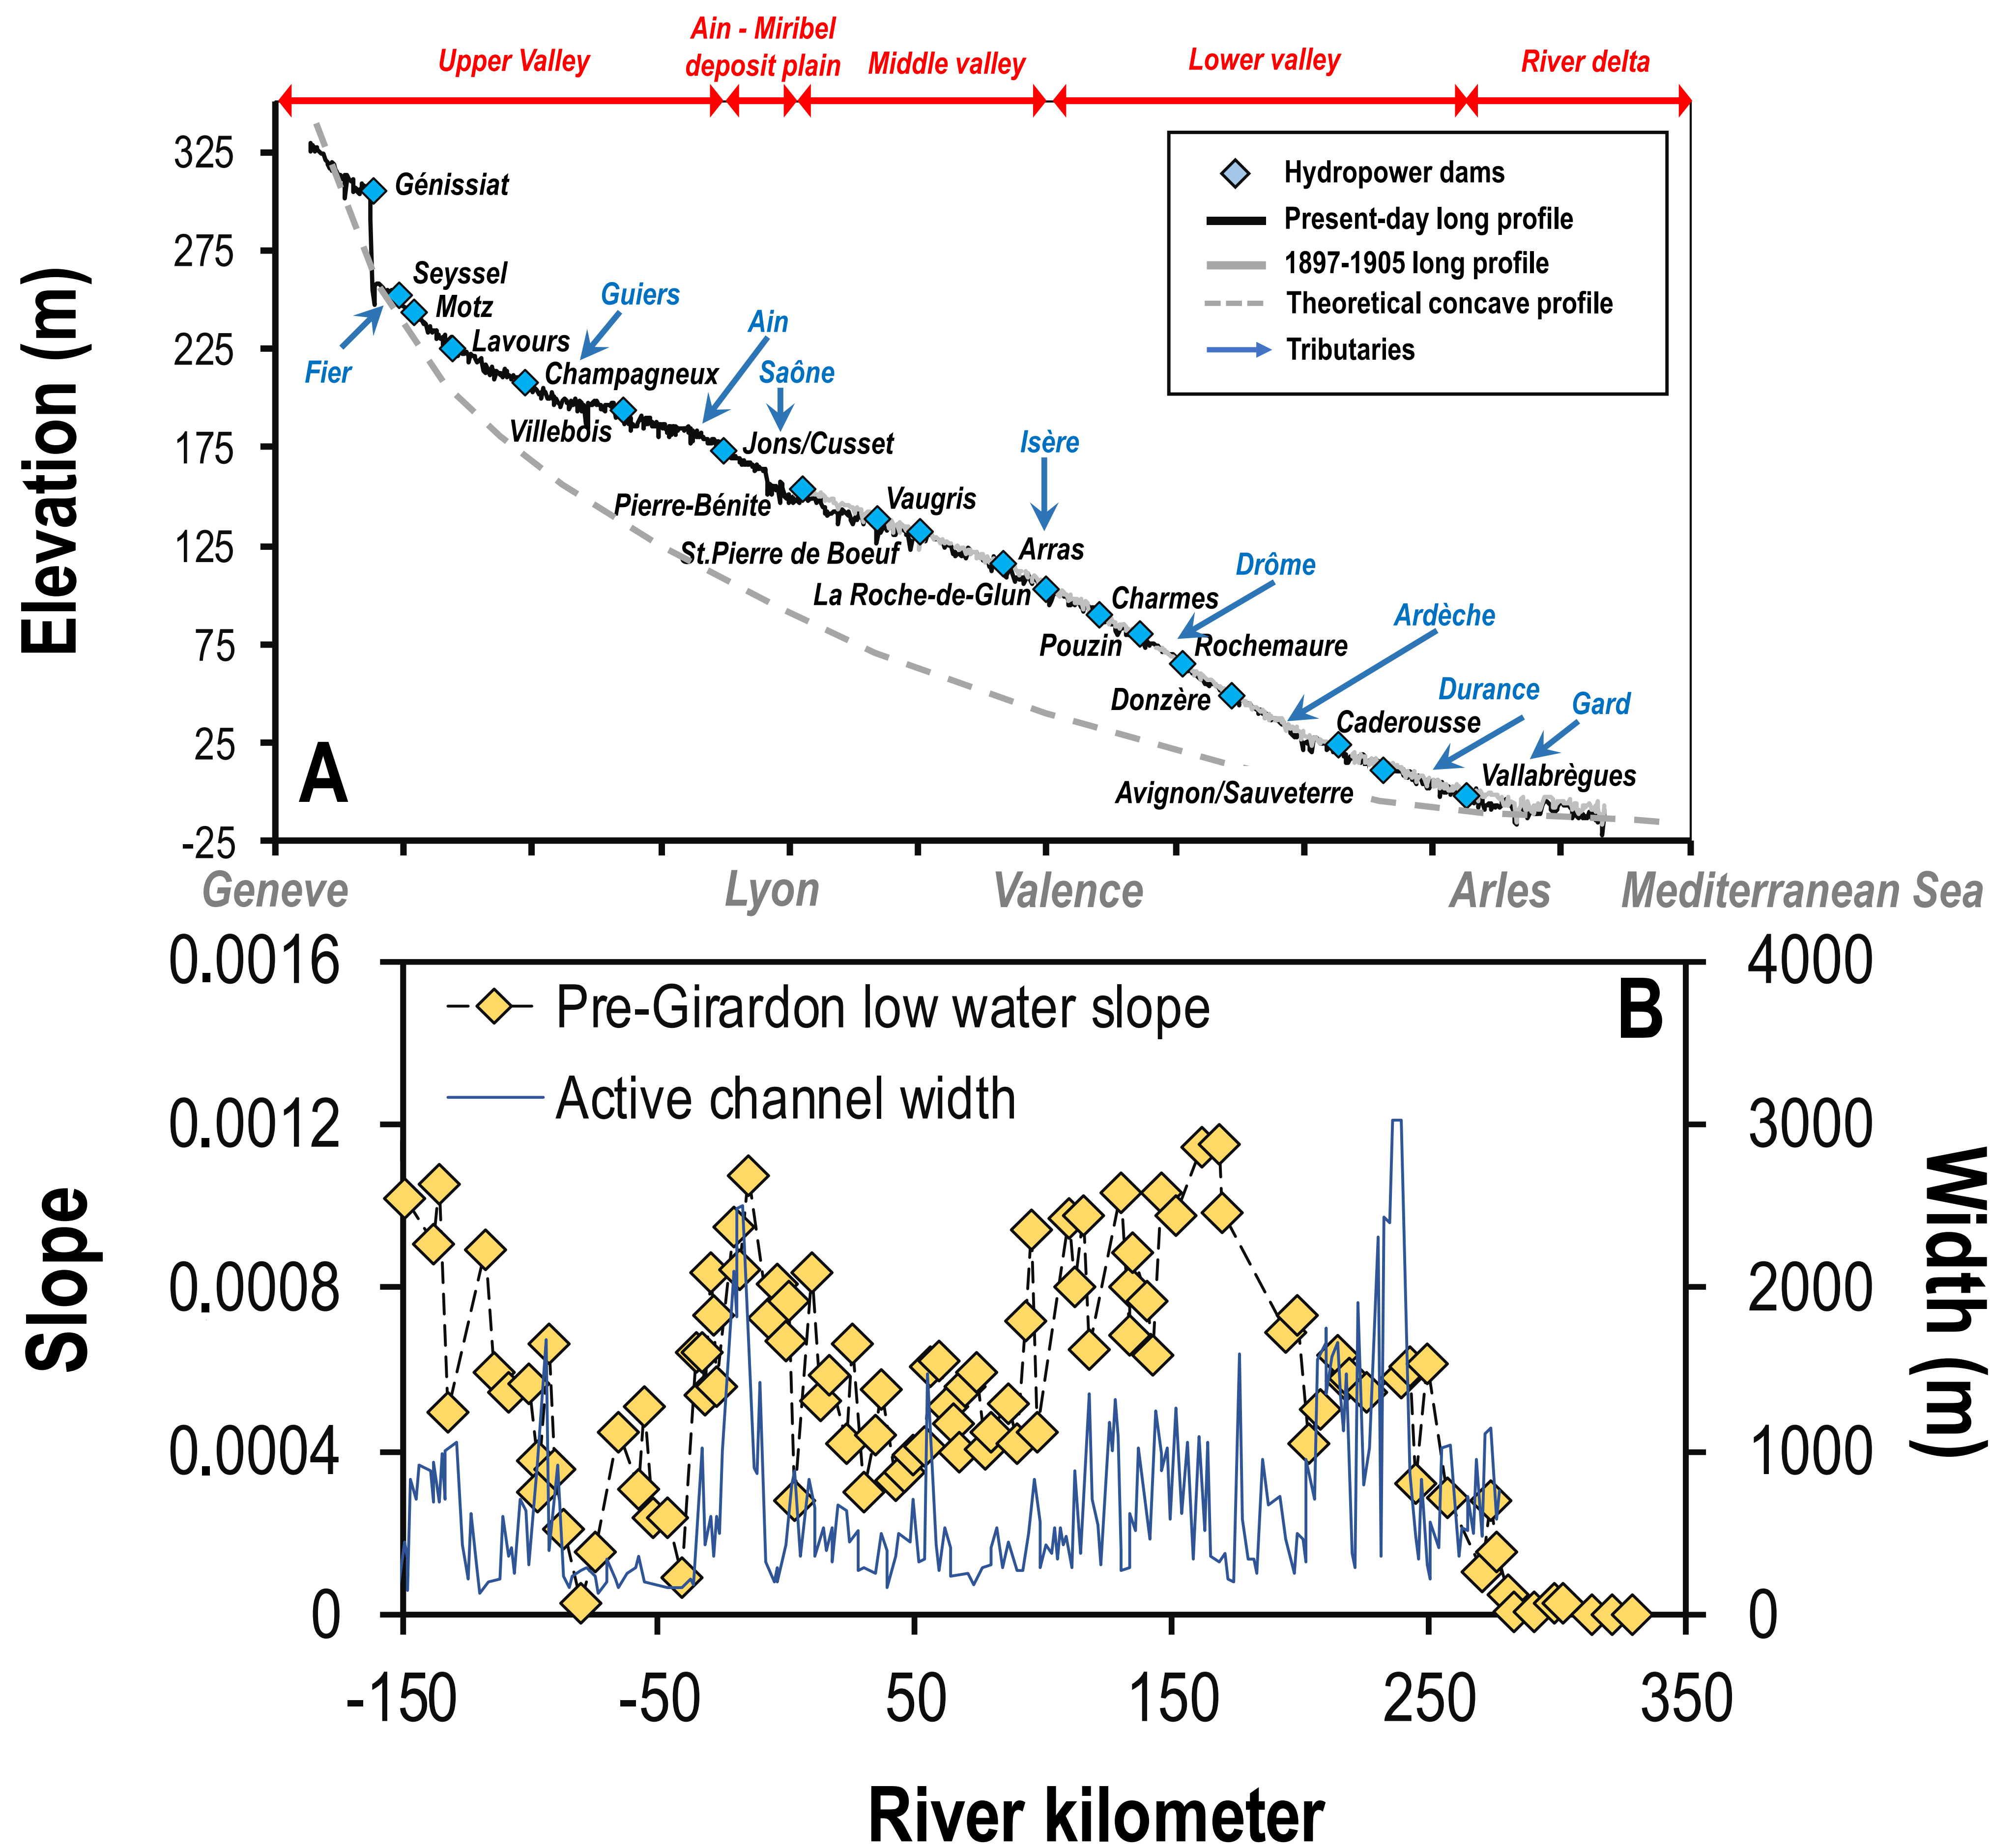 Ain - Miribel
deposit plain
Upper Valley
Middle valley
Lower valley
River delta
Elevation (m)
325
275
225
175
125
75
25
-25
Hydropower dams
Present-day long profile
1897-1905 long profile
Theoretical concave profile
Tributaries
Génissiat
Seyssel
Motz
Guiers
Ain
Lavours
Fier
Champagneux
Saône
Villebois
Jons/Cusset
Isère
Pierre-Bénite
Vaugris
St.Pierre de Boeuf
Arras
Drôme
La Roche-de-Glun
Charmes
Ardèche
Pouzin
Rochemaure
Donzère
Durance
Gard
Caderousse
Avignon/Sauveterre
Vallabrègues
A
Geneve
Lyon
Valence
Arles
Mediterranean Sea
B
Pre-Girardon low water slope
Active channel width
Slope
0.0016
0.0012
0.0008
0.0004
0
4000
3000
2000
1000
0
Width (m)
-150
-50
50
150
250
350
River kilometer